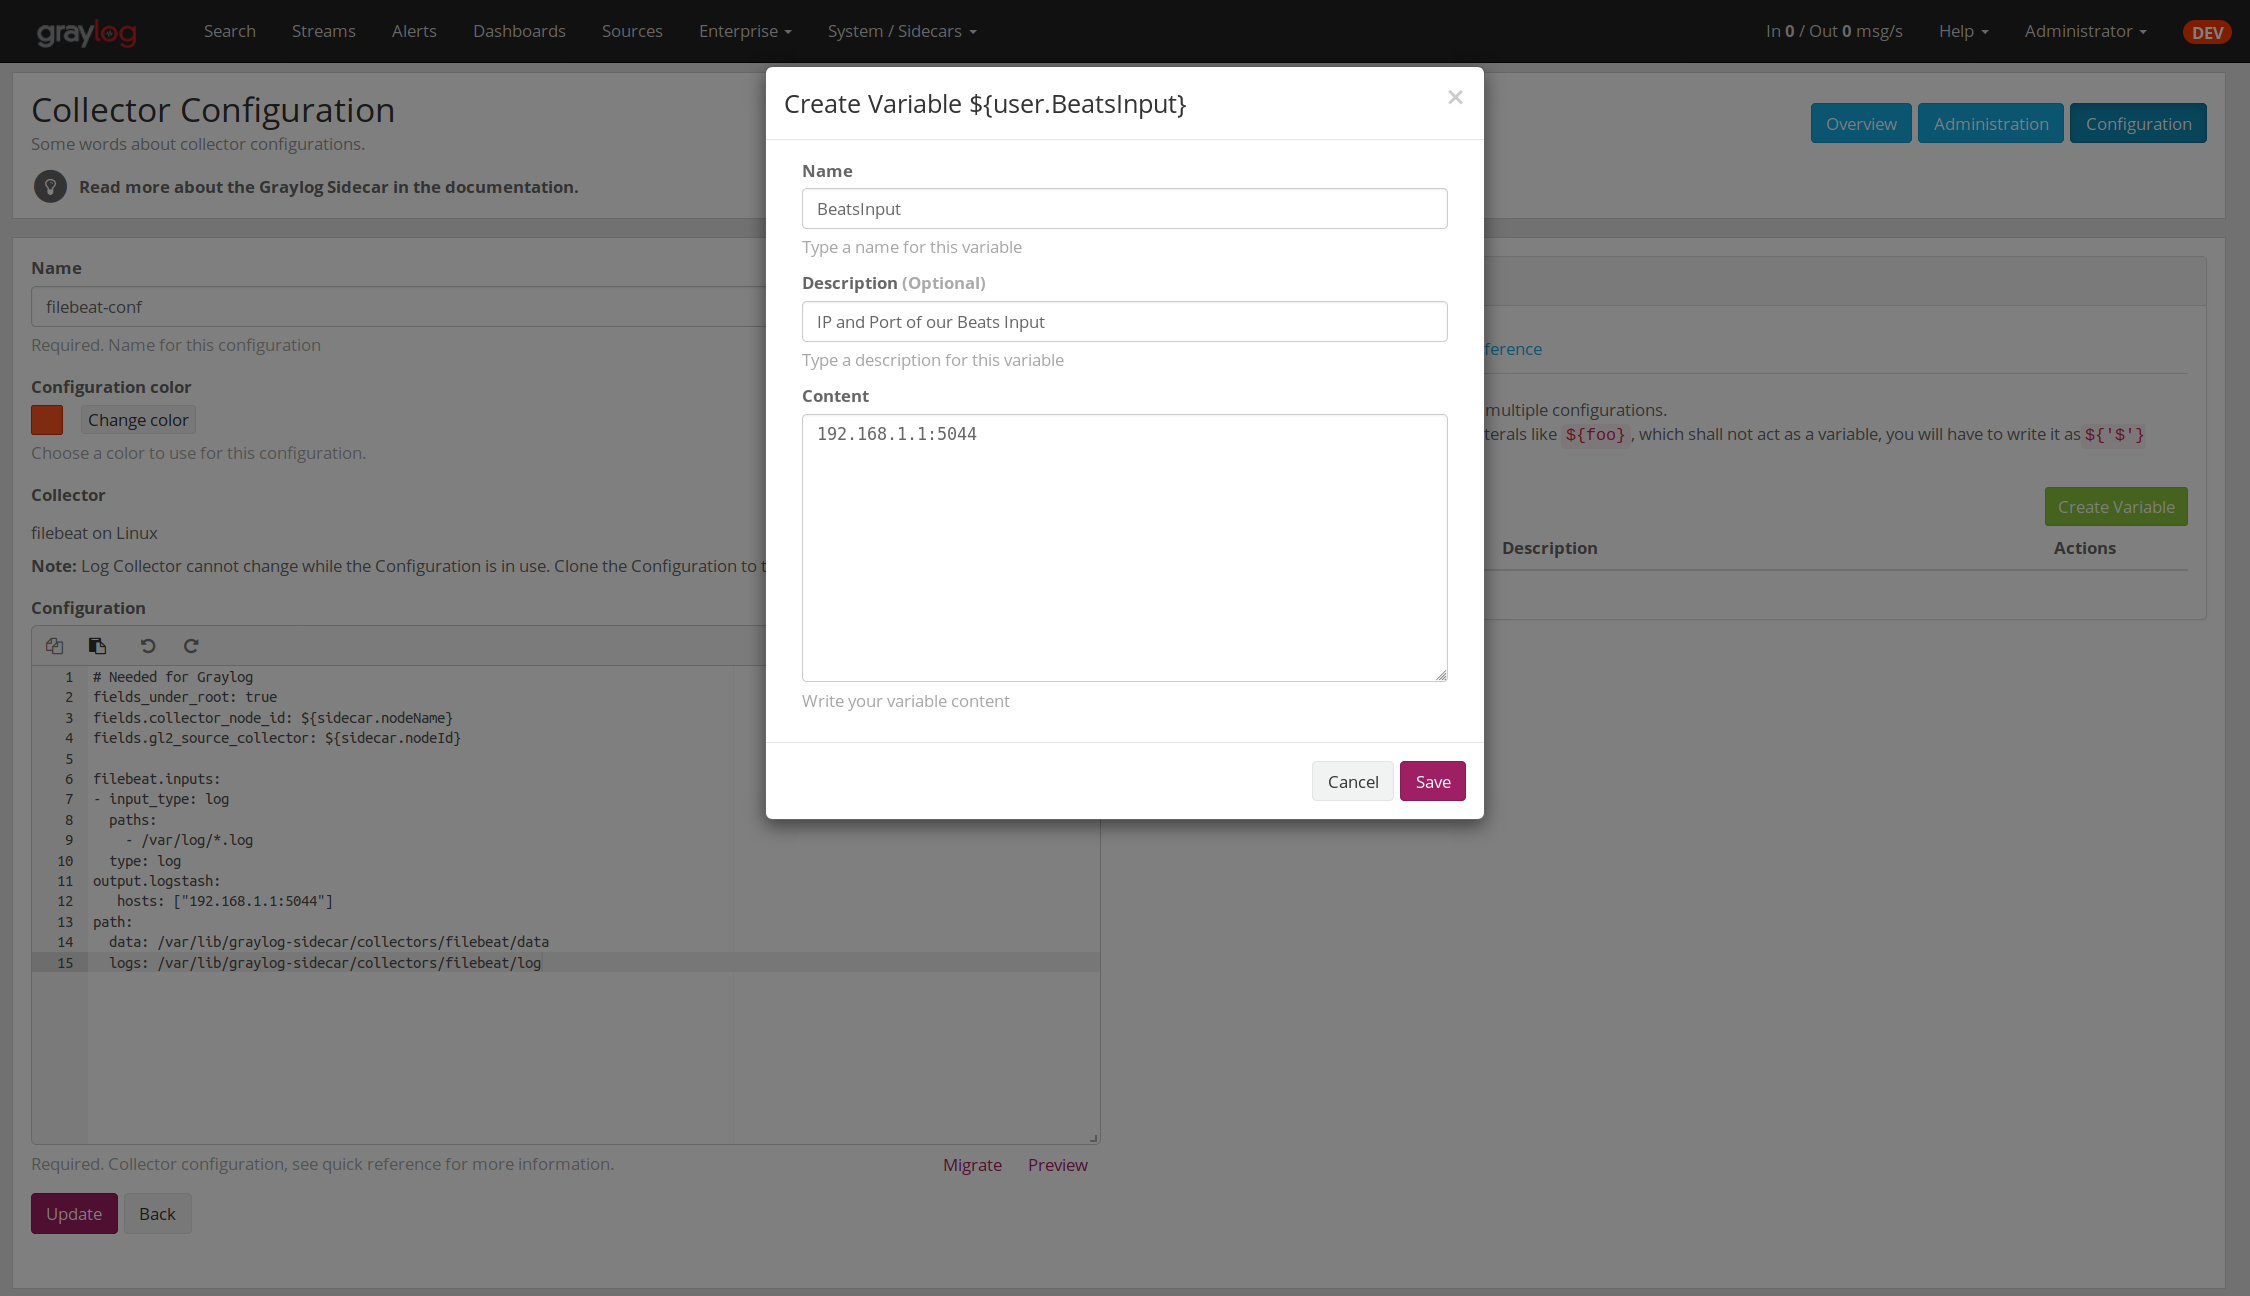 graylog Search Streams Alerts Dashboards Sources Enterprise System / Sidecars In 0 / Out 0 msg/s Help Administrator DEV
Create Variable ${user.BeatsInput} ×
Name
BeatsInput
Type a name for this variable
Description (Optional)
IP and Port of our Beats Input
Type a description for this variable
Content
192.168.1.1:5044
Write your variable content
Cancel Save
Collector Configuration
Some words about collector configurations.
Read more about the Graylog Sidecar in the documentation.
Overview Administration Configuration
Name
filebeat-conf
Required. Name for this configuration
Configuration color
Change color
Choose a color to use for this configuration.
Collector
filebeat on Linux
Note: Log Collector cannot change while the Configuration is in use. Clone the Configuration to t
Configuration
1 # Needed for Graylog
2 fields_under_root: true
3 fields.collector_node_id: ${sidecar.nodeName}
4 fields.gl2_source_collector: ${sidecar.nodeId}
5
6 filebeat.inputs:
7 - input_type: log
8 paths:
9 - /var/log/*.log
10 type: log
11 output.logstash:
12 hosts: ["192.168.1.1:5044"]
13 path:
14 data: /var/lib/graylog-sidecar/collectors/filebeat/data
15 logs: /var/lib/graylog-sidecar/collectors/filebeat/log
Required. Collector configuration, see quick reference for more information.
Migrate Preview
Update Back
ference
multiple configurations.
terals like ${foo} , which shall not act as a variable, you will have to write it as ${'$'}
Create Variable
Description Actions